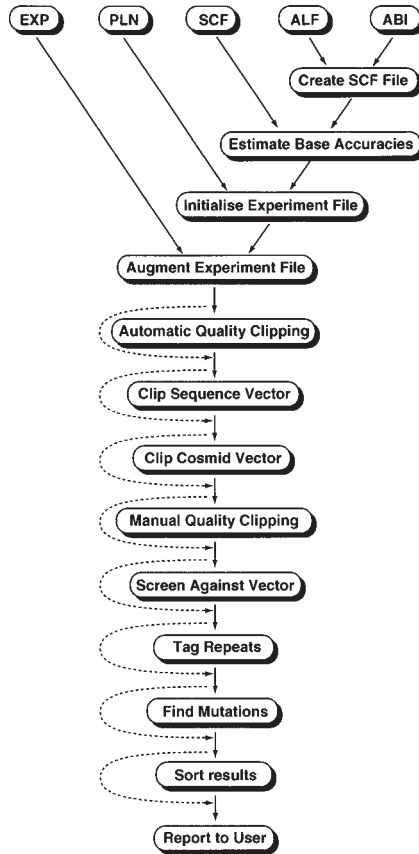 EXP PLN SCF ALF ABI
Create SCF File
Estimate Base Accuracies
Initialise Experiment File
Augment Experiment File
Automatic Quality Clipping
Clip Sequence Vector
Clip Cosmid Vector
Manual Quality Clipping
Screen Against Vector
Tag Repeats
Find Mutations
Sort results
Report to User